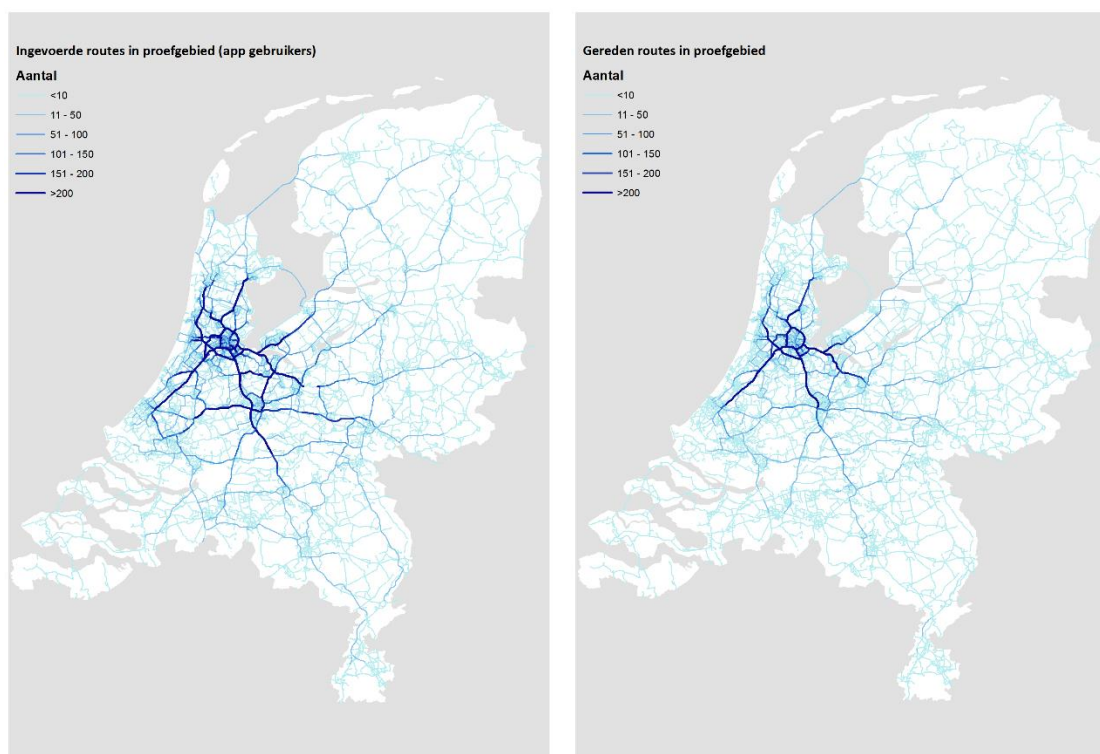 Ingevoerde routes in proefgebied (app gebruikers)
Aantal
<10
11 - 50
51 - 100
101 - 150
151 - 200
>200
Gereden routes in proefgebied
Aantal
<10
11 - 50
51 - 100
101 - 150
151 - 200
>200